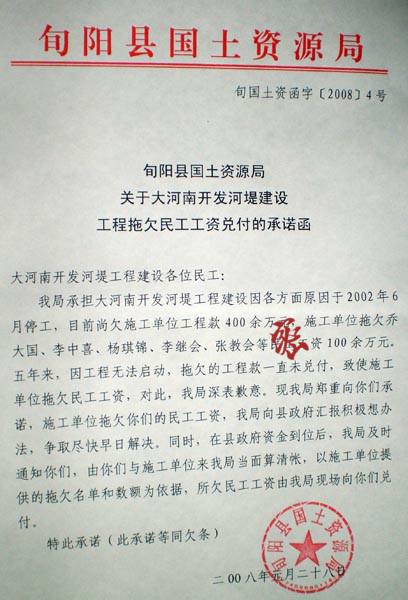 旬阳县国土资源局
旬国土资函字〔2008〕4号
旬阳县国土资源局
关于大河南开发河堤建设
工程拖欠民工工资兑付的承诺函
大河南开发河堤工程建设各位民工:
我局承担大河南开发河堤工程建设因各方面原因于2002年6
月停工,目前尚欠施工单位工程款400余万元,施工单位拖欠乔
大国、李中喜、杨琪锦、李继会、张教会等民工工资100余万元。
五年来,因工程无法启动,拖欠的工程款一直未兑付,致使施工
单位拖欠民工工资,对此,我局深表歉意。现我局郑重向你们承
诺,施工单位拖欠你们的民工工资,我局向县政府汇报积极想办
法,争取尽快早日解决。同时,在县政府资金到位后,我局及时
通知你们,由你们与施工单位来我局当面算清帐,以施工单位提
供的拖欠名单和数额为依据,所欠民工工资由我局现场向你们兑
付。
特此承诺(此承诺等同欠条)
旬阳县国土资源局
二00八年元月二十八日